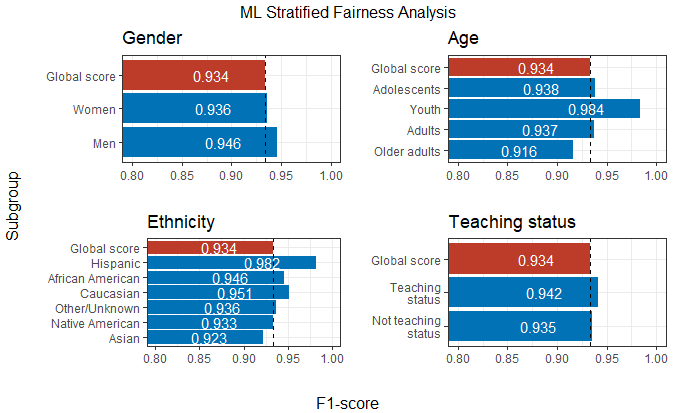 ML Stratified Fairness Analysis
Gender
Global score
0.934
Women
0.936
Men
0.946
0.80 0.85 0.90 0.95 1.00
Age
Global score
0.934
Adolescents
0.938
Youth
0.984
Adults
0.937
Older adults
0.916
0.80 0.85 0.90 0.95 1.00
Subgroup
Ethnicity
Global score
0.934
Hispanic
0.982
African American
0.946
Caucasian
0.951
Other/Unknown
0.936
Native American
0.933
Asian
0.923
0.80 0.85 0.90 0.95 1.00
Teaching status
Global score
0.934
Teaching
status
0.942
Not teaching
status
0.935
0.80 0.85 0.90 0.95 1.00
F1-score